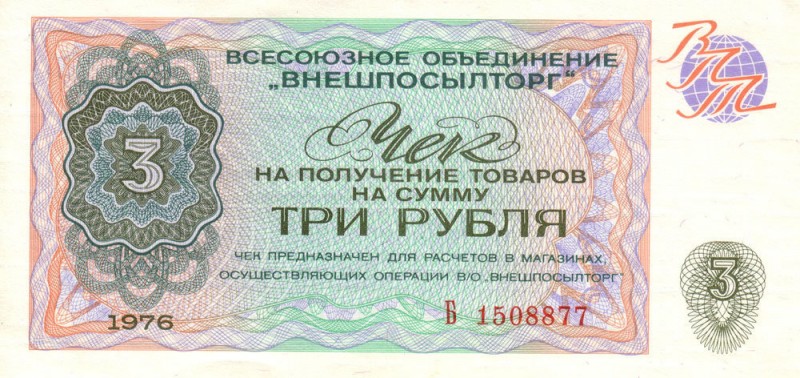 ВСЕСОЮЗНОЕ ОБЪЕДИНЕНИЕ
„ВНЕШПОСЫЛТОРГ"
ВПТ
Чек
3
НА ПОЛУЧЕНИЕ ТОВАРОВ
НА СУММУ
ТРИ РУБЛЯ
ЧЕК ПРЕДНАЗНАЧЕН ДЛЯ РАСЧЕТОВ В МАГАЗИНАХ,
ОСУЩЕСТВЛЯЮЩИХ ОПЕРАЦИИ В/О „ВНЕШПОСЫЛТОРГ"
3
1976
Б 1508877